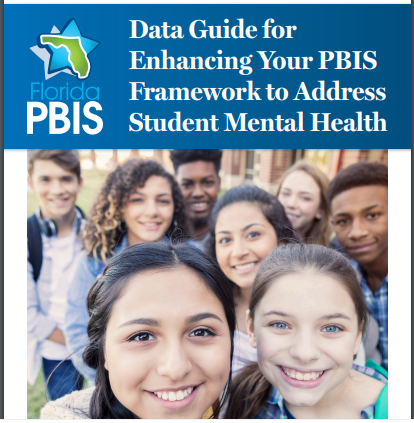 Data Guide for
Enhancing Your PBIS
Framework to Address
Student Mental Health
Florida
PBIS